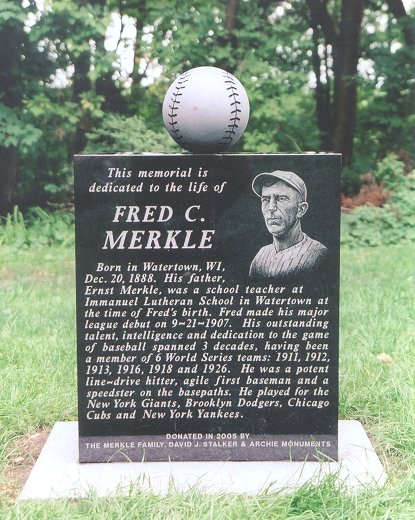 This memorial is
dedicated to the life of
FRED C.
MERKLE
Born in Watertown, WI,
Dec. 20, 1888. His father,
Ernst Merkle, was a school teacher at
Immanuel Lutheran School in Watertown at
the time of Fred's birth. Fred made his major
league debut on 9-21-1907. His outstanding
talent, intelligence and dedication to the game
of baseball spanned 3 decades, having been
a member of 6 World Series teams: 1911, 1912,
1913, 1916, 1918 and 1926. He was a potent
line-drive hitter, agile first baseman and a
speedster on the basepaths. He played for the
New York Giants, Brooklyn Dodgers, Chicago
Cubs and New York Yankees.
DONATED IN 2005 BY
THE MERKLE FAMILY, DAVID J. STALKER & ARCHIE MONUMENTS